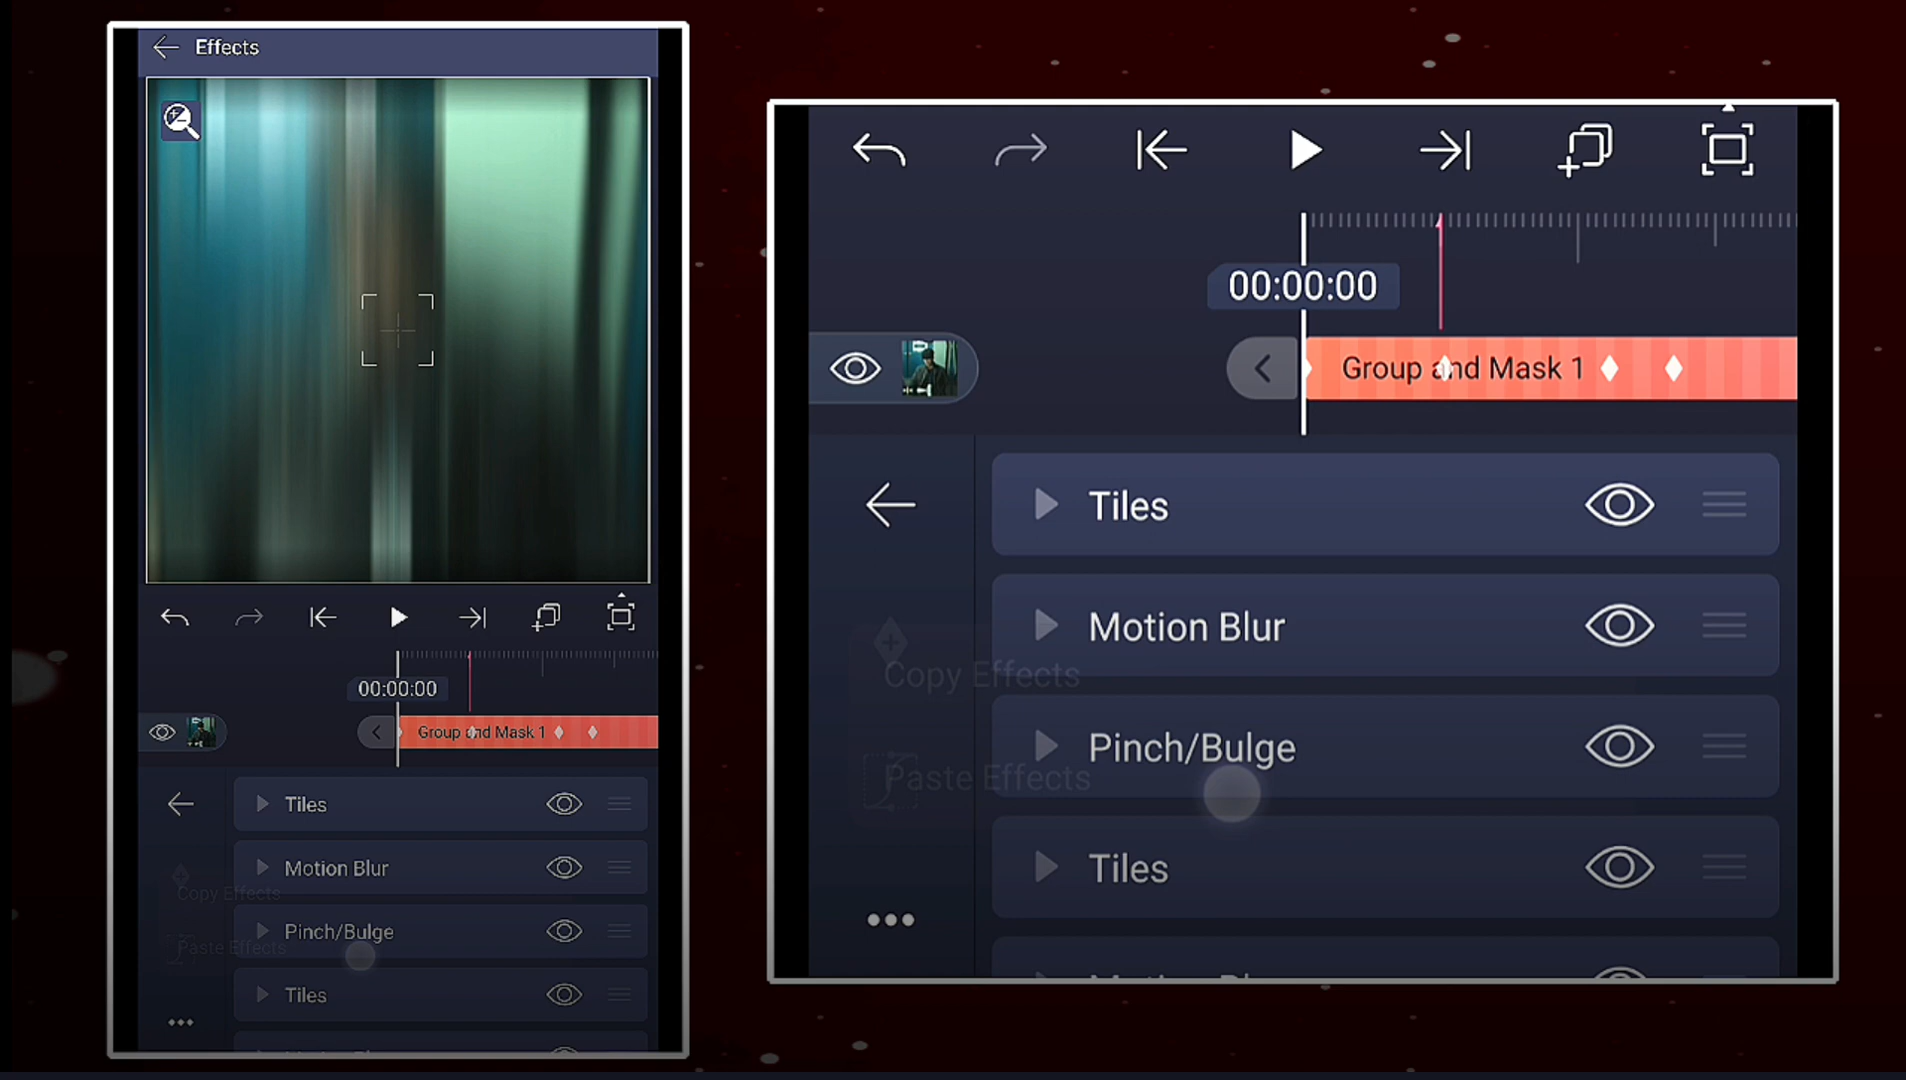 Effects
00:00:00
Group and Mask 1
Tiles
Motion Blur
Copy Effects
Pinch/Bulge
Paste Effects
Tiles
00:00:00
Group and Mask 1
Tiles
Motion Blur
Copy Effects
Pinch/Bulge
Paste Effects
Tiles